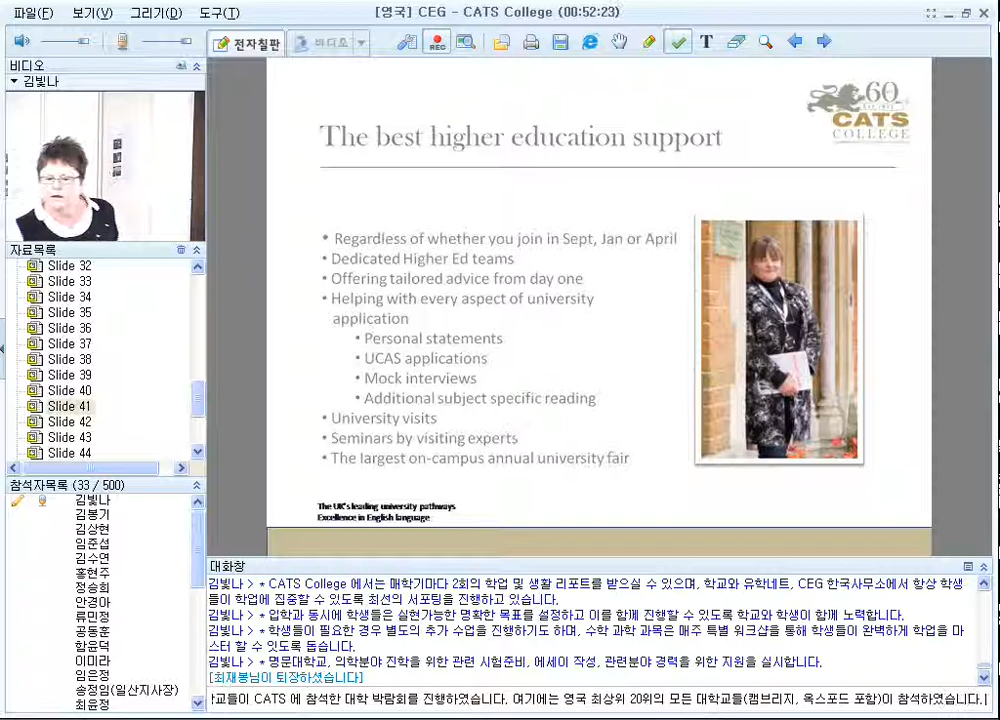 파일(F) 보기(V) 그리기(D) 도구(T) [영국] CEG - CATS College (00:52:23)
전자칠판 비디오 REC T
비디오
김빛나
자료목록
Slide 32
Slide 33
Slide 34
Slide 35
Slide 36
Slide 37
Slide 38
Slide 39
Slide 40
Slide 41
Slide 42
Slide 43
Slide 44
참석자목록 (33 / 500)
김빛나
김봉기
김상현
임준섭
김수연
홍현주
정승희
안경아
류민정
공동훈
함윤덕
이미라
임은정
송정임(일산지사장)
최윤정
60
CATS
COLLEGE
The best higher education support
• Regardless of whether you join in Sept, Jan or April
• Dedicated Higher Ed teams
• Offering tailored advice from day one
• Helping with every aspect of university
application
• Personal statements
• UCAS applications
• Mock interviews
• Additional subject specific reading
• University visits
• Seminars by visiting experts
• The largest on-campus annual university fair
The UK's leading university pathways
Excellence in English language
대화창
김빛나 > * CATS College 에서는 매학기마다 2회의 학업 및 생활 리포트를 받으실 수 있으며, 학교와 유학네트, CEG 한국사무소에서 항상 학생
들이 학업에 집중할 수 있도록 최선의 서포팅을 진행하고 있습니다.
김빛나 > * 입학과 동시에 학생들은 실현가능한 명확한 목표를 설정하고 이를 함께 진행할 수 있도록 학교와 학생이 함께 노력합니다.
김빛나 > * 학생들이 필요한 경우 별도의 추가 수업을 진행하기도 하며, 수학 과학 과목은 매주 특별 워크샵을 통해 학생들이 완벽하게 학업을 마
스터 할 수 잇도록 돕습니다.
김빛나 > * 명문대학교, 의학분야 진학을 위한 관련 시험준비, 에세이 작성, 관련분야 경력을 위한 지원을 실시합니다.
[최재봉님이 퇴장하셨습니다]
교들이 CATS 에 참석한 대학 박람회를 진행하였습니다. 여기에는 영국 최상위 20위의 모든 대학교들(캠브리지, 옥스포드 포함)이 참석하였습니다.